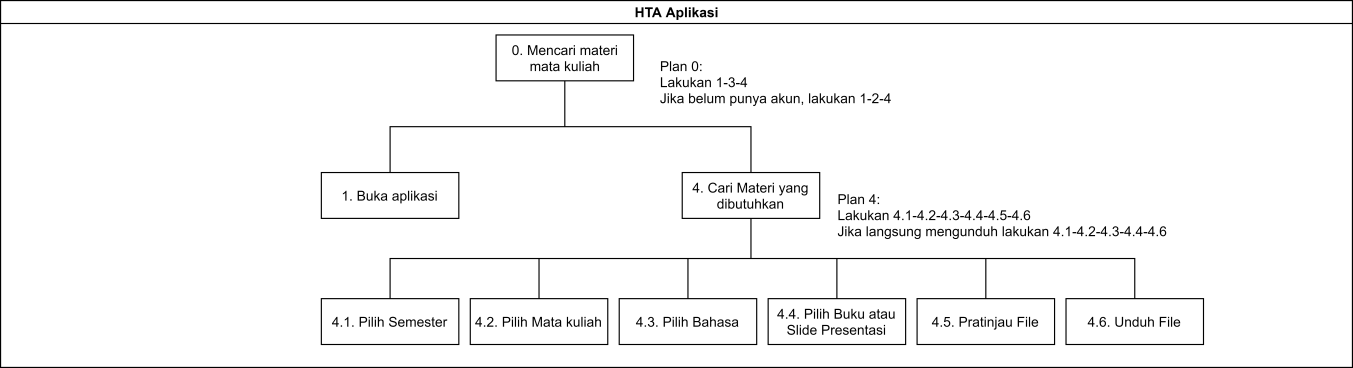 HTA Aplikasi
0. Mencari materi
mata kuliah
Plan 0:
Lakukan 1-3-4
Jika belum punya akun, lakukan 1-2-4
1. Buka aplikasi
4. Cari Materi yang
dibutuhkan
Plan 4:
Lakukan 4.1-4.2-4.3-4.4-4.5-4.6
Jika langsung mengunduh lakukan 4.1-4.2-4.3-4.4-4.6
4.1. Pilih Semester
4.2. Pilih Mata kuliah
4.3. Pilih Bahasa
4.4. Pilih Buku atau
Slide Presentasi
4.5. Pratinjau File
4.6. Unduh File